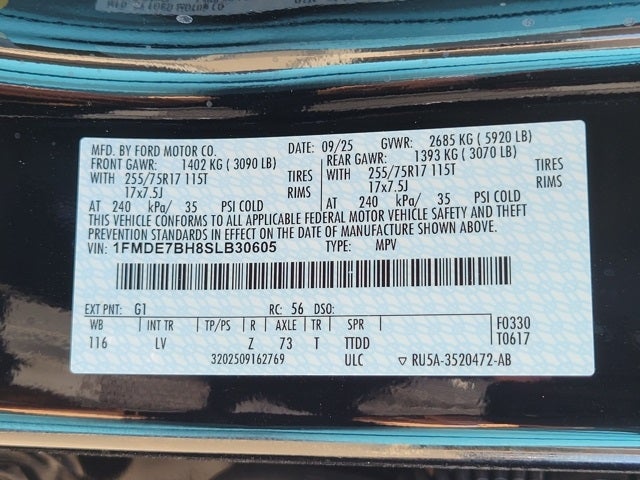 MFD. BY FORD MOTOR CO. DATE: 09/25 GVWR: 2685 KG ( 5920 LB)
FRONT GAWR: 1402 KG ( 3090 LB) REAR GAWR: 1393 KG ( 3070 LB)
WITH 255/75R17 115T TIRES WITH 255/75R17 115T TIRES
17x7.5J RIMS 17x7.5J RIMS
AT 240 kPa/ 35 PSI COLD AT 240 kPa/ 35 PSI COLD
THIS VEHICLE CONFORMS TO ALL APPLICABLE FEDERAL MOTOR VEHICLE SAFETY AND THEFT
PREVENTION STANDARDS IN EFFECT ON THE DATE OF MANUFACTURE SHOWN ABOVE.
VIN: 1FMDE7BH8SLB30605 TYPE: MPV
EXT PNT: G1 RC: 56 DSO:
WB INT TR TP/PS R AXLE TR SPR F0330
116 LV Z 73 T TTDD T0617
3202509162769 ULC ▽ RU5A-3520472-AB